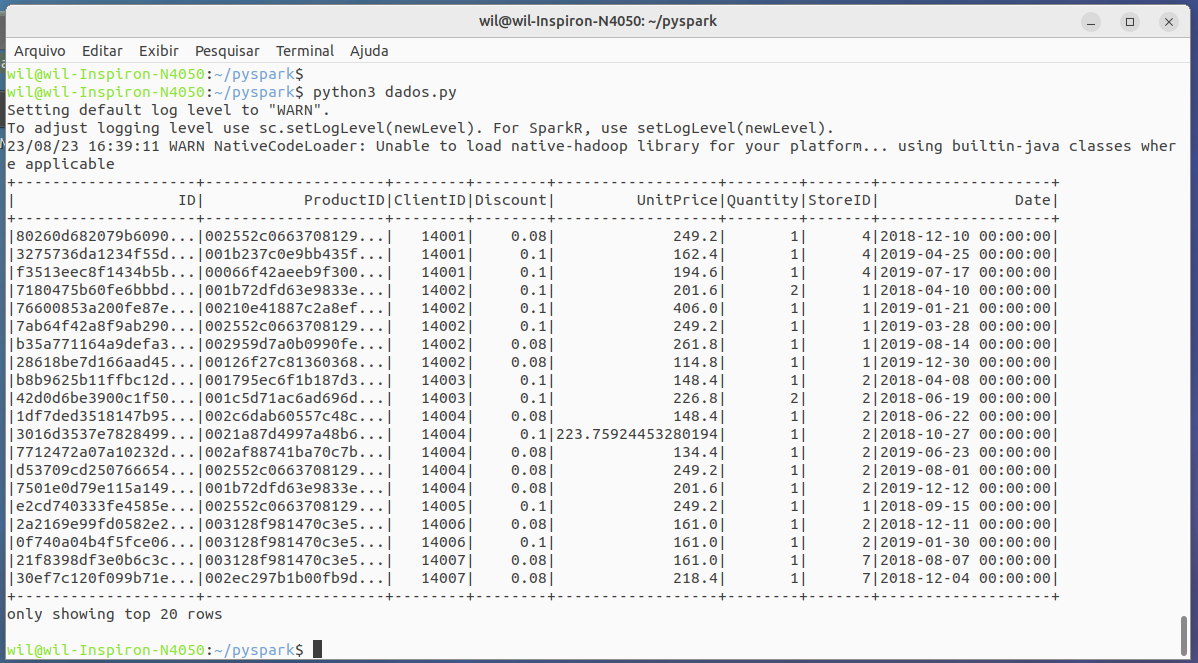 wil@wil-Inspiron-N4050: ~/pyspark
Arquivo Editar Exibir Pesquisar Terminal Ajuda
wil@wil-Inspiron-N4050:~/pyspark$
wil@wil-Inspiron-N4050:~/pyspark$ python3 dados.py
Setting default log level to "WARN".
To adjust logging level use sc.setLogLevel(newLevel). For SparkR, use setLogLevel(newLevel).
23/08/23 16:39:11 WARN NativeCodeLoader: Unable to load native-hadoop library for your platform... using builtin-java classes wher
e applicable
+--------------------+--------------------+--------+--------+------------------+--------+-------+-------------------+
|                  ID|           ProductID|ClientID|Discount|         UnitPrice|Quantity|StoreID|               Date|
+--------------------+--------------------+--------+--------+------------------+--------+-------+-------------------+
|80260d682079b6090...|002552c0663708129...|   14001|    0.08|             249.2|       1|      4|2018-12-10 00:00:00|
|3275736da1234f55d...|001b237c0e9bb435f...|   14001|     0.1|             162.4|       1|      4|2019-04-25 00:00:00|
|f3513eec8f1434b5b...|00066f42aeeb9f300...|   14001|     0.1|             194.6|       1|      4|2019-07-17 00:00:00|
|7180475b60fe6bbbd...|001b72dfd63e9833e...|   14002|     0.1|             201.6|       2|      1|2018-04-10 00:00:00|
|76600853a200fe87e...|00210e41887c2a8ef...|   14002|     0.1|             406.0|       1|      1|2019-01-21 00:00:00|
|7ab64f42a8f9ab290...|002552c0663708129...|   14002|     0.1|             249.2|       1|      1|2019-03-28 00:00:00|
|b35a771164a9defa3...|002959d7a0b0990fe...|   14002|    0.08|             261.8|       1|      1|2019-08-14 00:00:00|
|28618be7d166aad45...|00126f27c81360368...|   14002|    0.08|             114.8|       1|      1|2019-12-30 00:00:00|
|b8b9625b11ffbc12d...|001795ec6f1b187d3...|   14003|     0.1|             148.4|       1|      2|2018-04-08 00:00:00|
|42d0d6be3900c1f50...|001c5d71ac6ad696d...|   14003|     0.1|             226.8|       2|      2|2018-06-19 00:00:00|
|1df7ded3518147b95...|002c6dab60557c48c...|   14004|    0.08|             148.4|       1|      2|2018-06-22 00:00:00|
|3016d3537e7828499...|0021a87d4997a48b6...|   14004|     0.1|223.75924453280194|       1|      2|2018-10-27 00:00:00|
|7712472a07a10232d...|002af88741ba70c7b...|   14004|    0.08|             134.4|       1|      2|2019-06-23 00:00:00|
|d53709cd250766654...|002552c0663708129...|   14004|    0.08|             249.2|       1|      2|2019-08-01 00:00:00|
|7501e0d79e115a149...|001b72dfd63e9833e...|   14004|    0.08|             201.6|       1|      2|2019-12-12 00:00:00|
|e2cd740333fe4585e...|002552c0663708129...|   14005|     0.1|             249.2|       1|      1|2018-09-15 00:00:00|
|2a2169e99fd0582e2...|003128f981470c3e5...|   14006|    0.08|             161.0|       1|      2|2018-12-11 00:00:00|
|0f740a04b4f5fce06...|003128f981470c3e5...|   14006|     0.1|             161.0|       1|      2|2019-01-30 00:00:00|
|21f8398df3e0b6c3c...|003128f981470c3e5...|   14007|    0.08|             161.0|       1|      7|2018-08-07 00:00:00|
|30ef7c120f099b71e...|002ec297b1b00fb9d...|   14007|    0.08|             218.4|       1|      7|2018-12-04 00:00:00|
+--------------------+--------------------+--------+--------+------------------+--------+-------+-------------------+
only showing top 20 rows
wil@wil-Inspiron-N4050:~/pyspark$